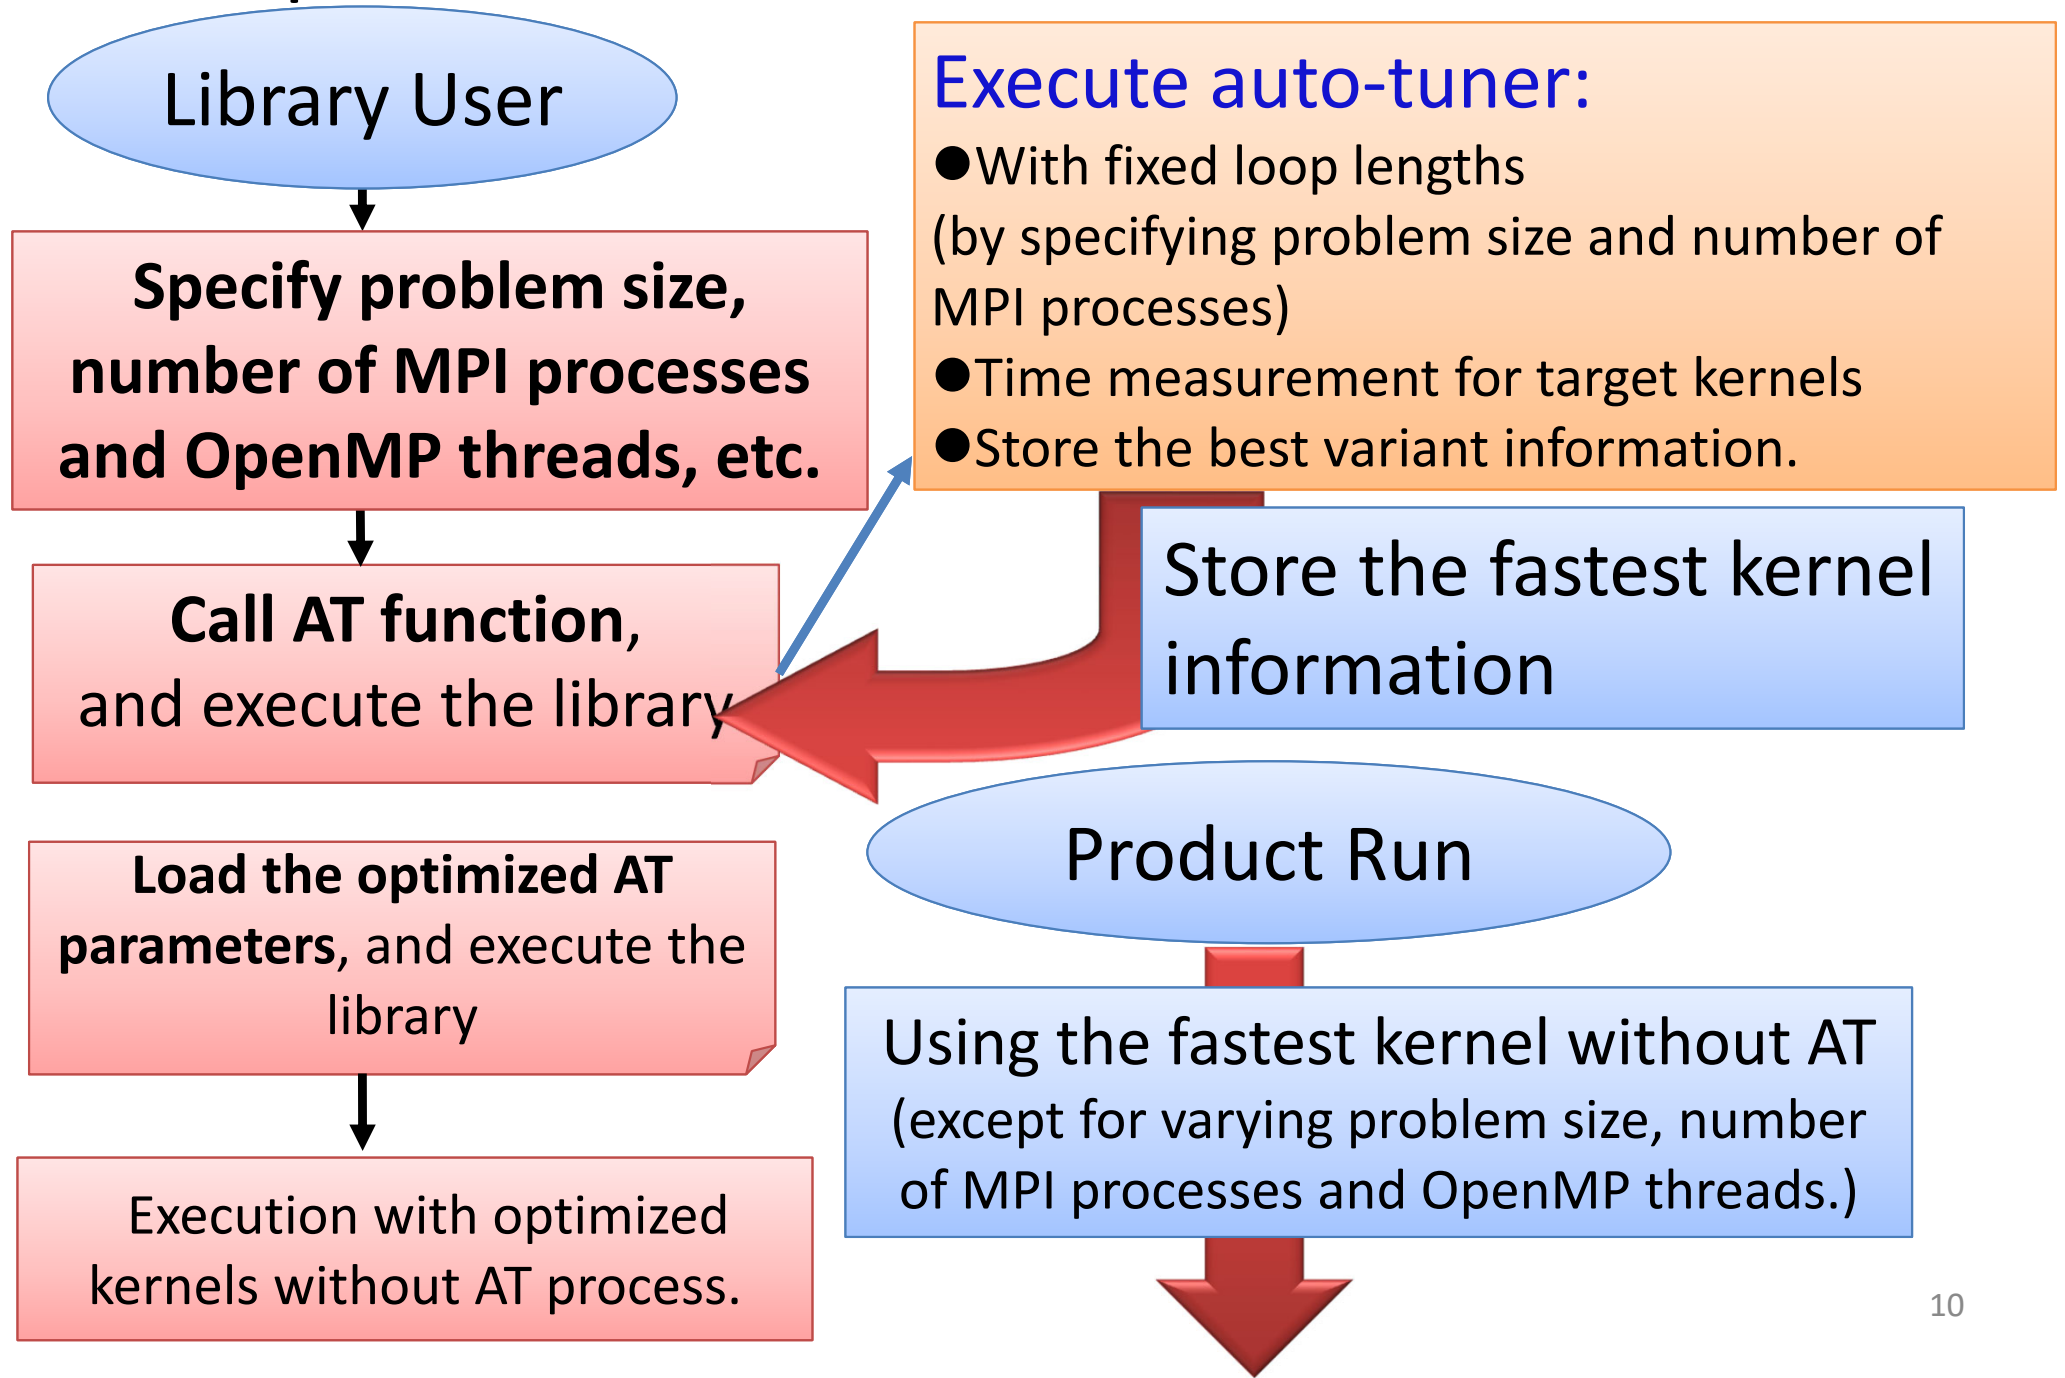 Library User
Specify problem size,
number of MPI processes
and OpenMP threads, etc.
Call AT function,
and execute the library
Execute auto-tuner:
●With fixed loop lengths
(by specifying problem size and number of
MPI processes)
●Time measurement for target kernels
●Store the best variant information.
Store the fastest kernel
information
Load the optimized AT
parameters, and execute the
library
Execution with optimized
kernels without AT process.
Product Run
Using the fastest kernel without AT
(except for varying problem size, number
of MPI processes and OpenMP threads.)
10